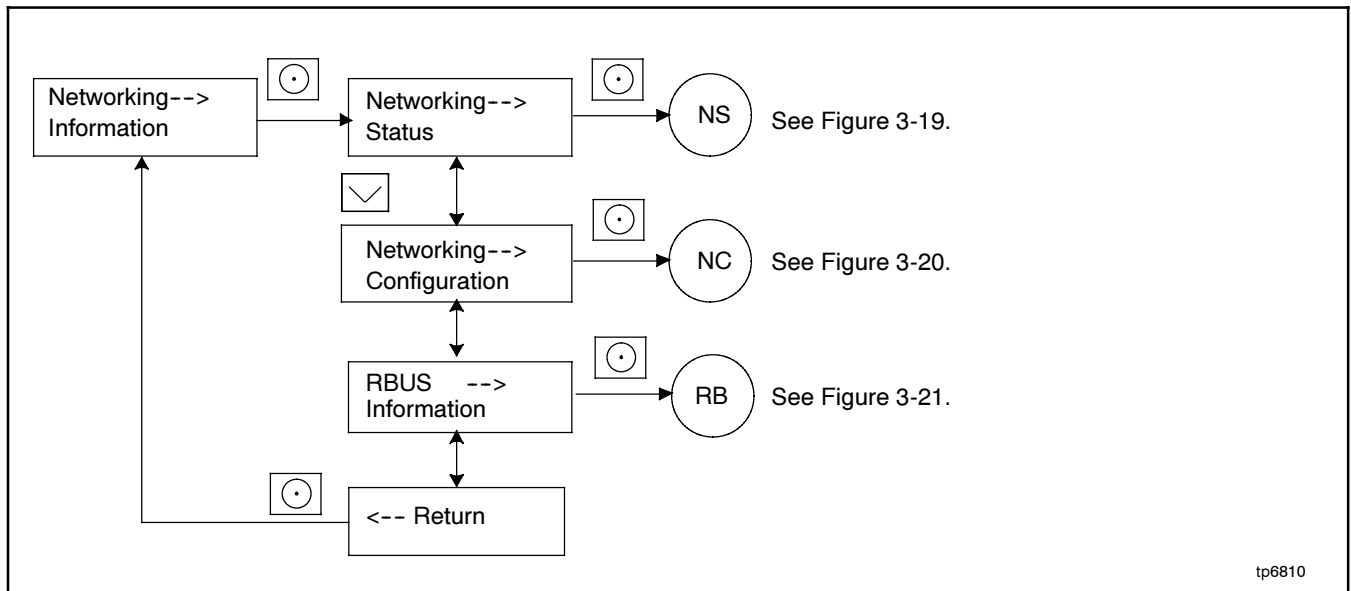 Networking-->
Information
Networking-->
Status
NS
See Figure 3-19.
Networking-->
Configuration
NC
See Figure 3-20.
RBUS -->
Information
RB
See Figure 3-21.
<-- Return
tp6810